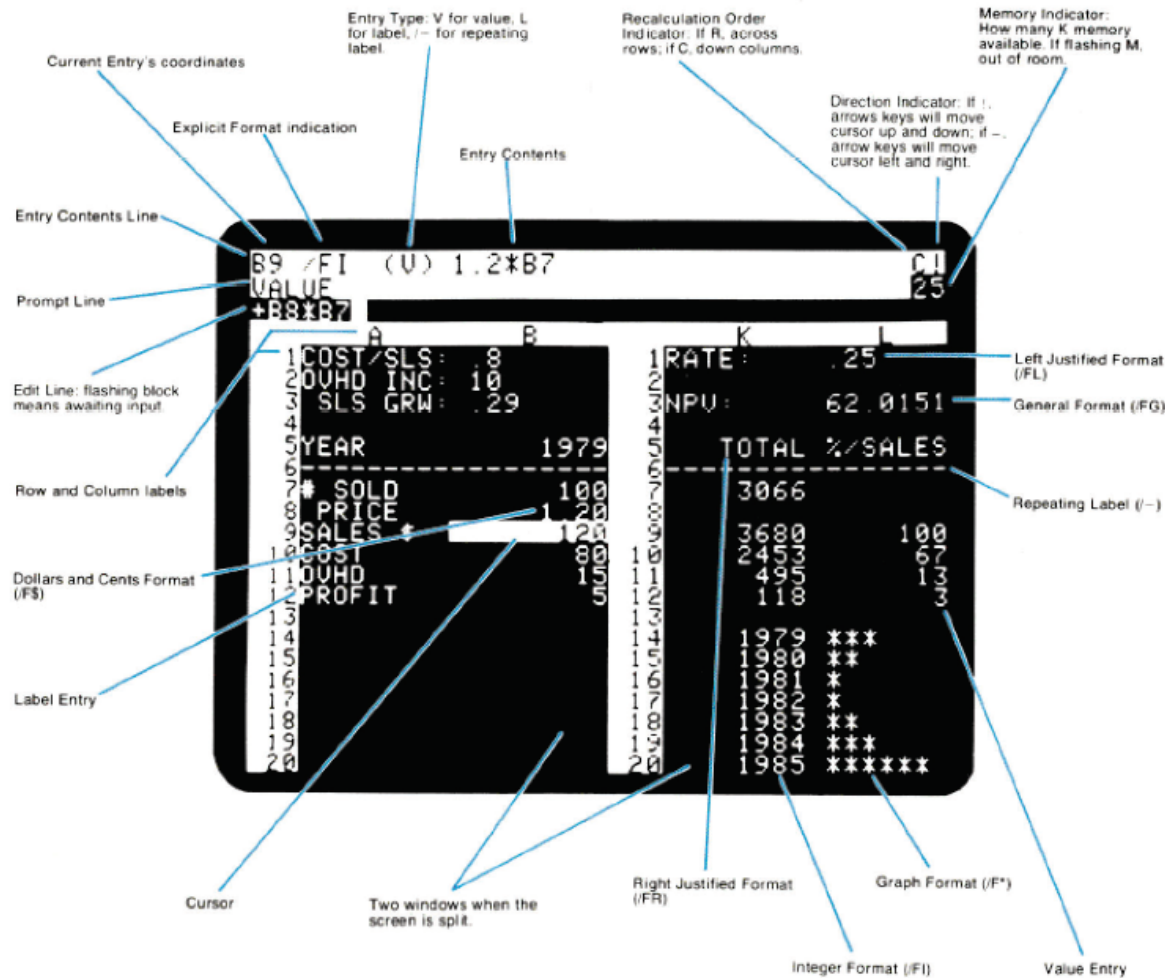 Entry Type: V for value, L
for label, /– for repeating
label.
Recalculation Order
Indicator: If R, across
rows; if C, down columns.
Memory Indicator:
How many K memory
available. If flashing M,
out of room.
Current Entry's coordinates
Explicit Format indication
Entry Contents
Direction Indicator: If !,
arrows keys will move
cursor up and down; if –,
arrow keys will move
cursor left and right.
Entry Contents Line
B9 /FI (V) 1.2*B7 C!
Prompt Line
VALUE 25
+B8*B7
A B K L
1 COST/SLS: .8 1 RATE: .25
2 OVHD INC: 10 2
3 SLS GRW: .29 3 NPV: 62.0151
4 4
5 YEAR 1979 5 TOTAL %/SALES
6 -------------------- 6 --------------------
7 # SOLD 100 7 3066
8 PRICE 1.20 8
9 SALES $ 120 9 3680 100
10 COST 80 10 2453 67
11 OVHD 15 11 495 13
12 PROFIT 5 12 118 3
13 13
14 14 1979 ***
15 15 1980 **
16 16 1981 *
17 17 1982 *
18 18 1983 **
19 19 1984 ***
20 20 1985 ******
Edit Line: flashing block
means awaiting input.
Row and Column labels
Dollars and Cents Format
(/F$)
Label Entry
Left Justified Format
(/FL)
General Format (/FG)
Repeating Label (/–)
Cursor
Two windows when the
screen is split.
Right Justified Format
(/FR)
Graph Format (/F*)
Integer Format (/FI)
Value Entry